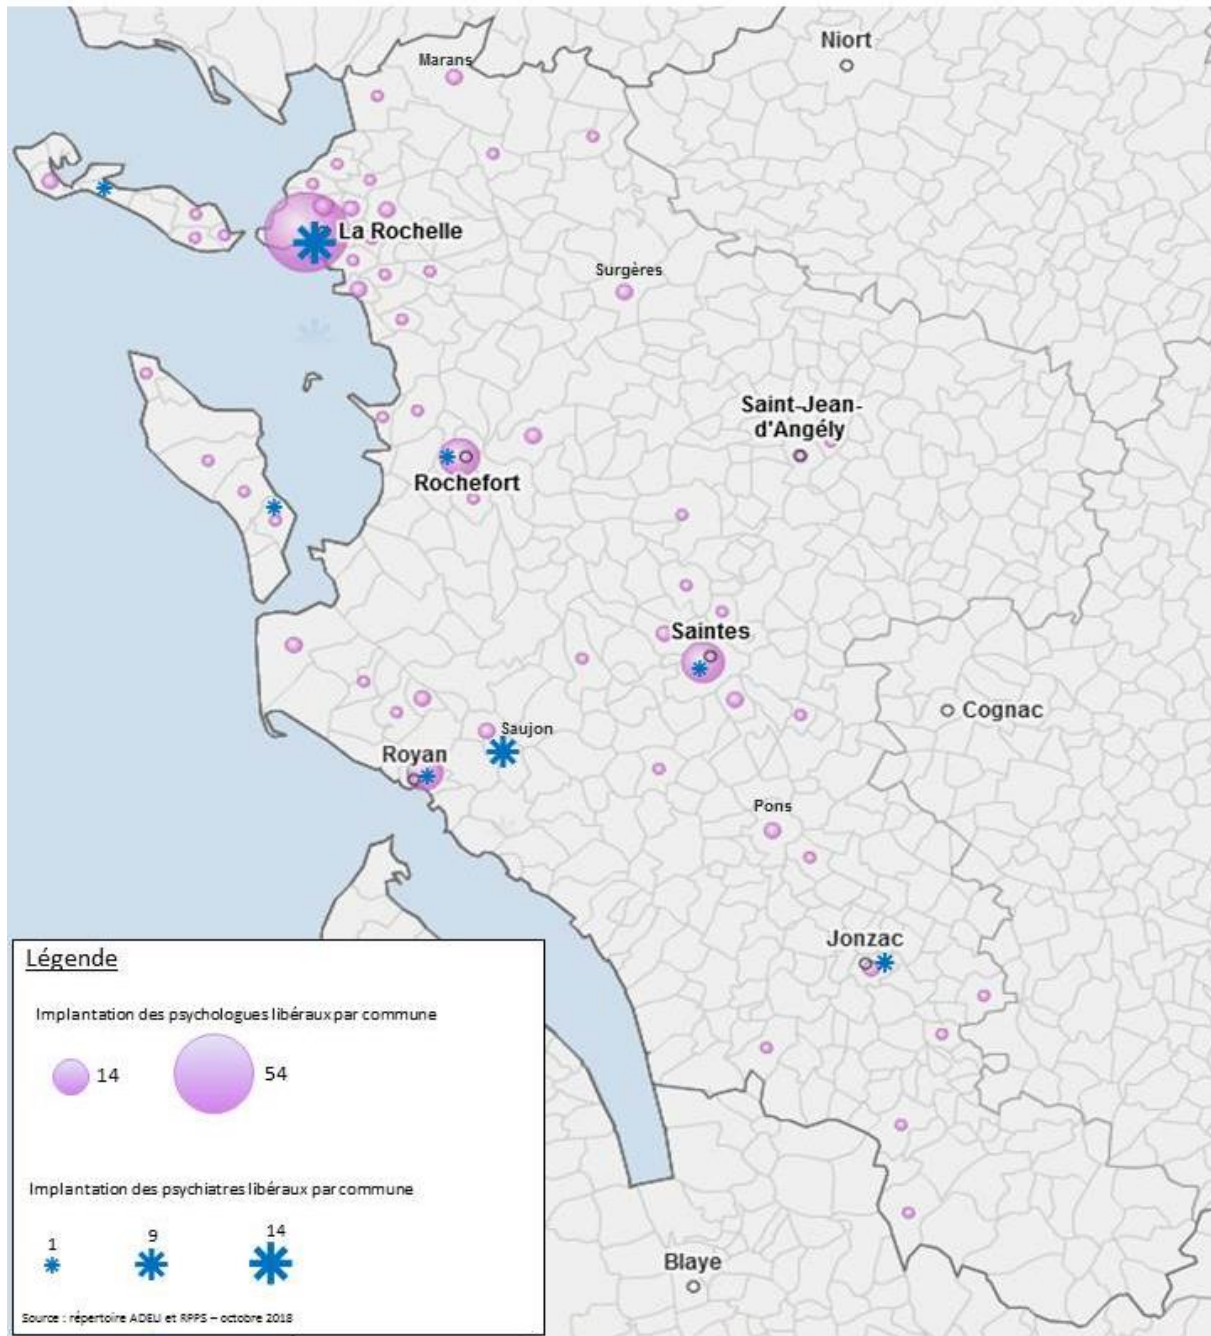 Niort
Marans
La Rochelle
Surgères
Saint-Jean-
d'Angély
Rochefort
Saintes
Cognac
Saujon
Royan
Pons
Jonzac
Légende
Implantation des psychologues libéraux par commune
14
54
Implantation des psychiatres libéraux par commune
1
9
14
Source : répertoire ADELI et RPPS – octobre 2018
Blaye